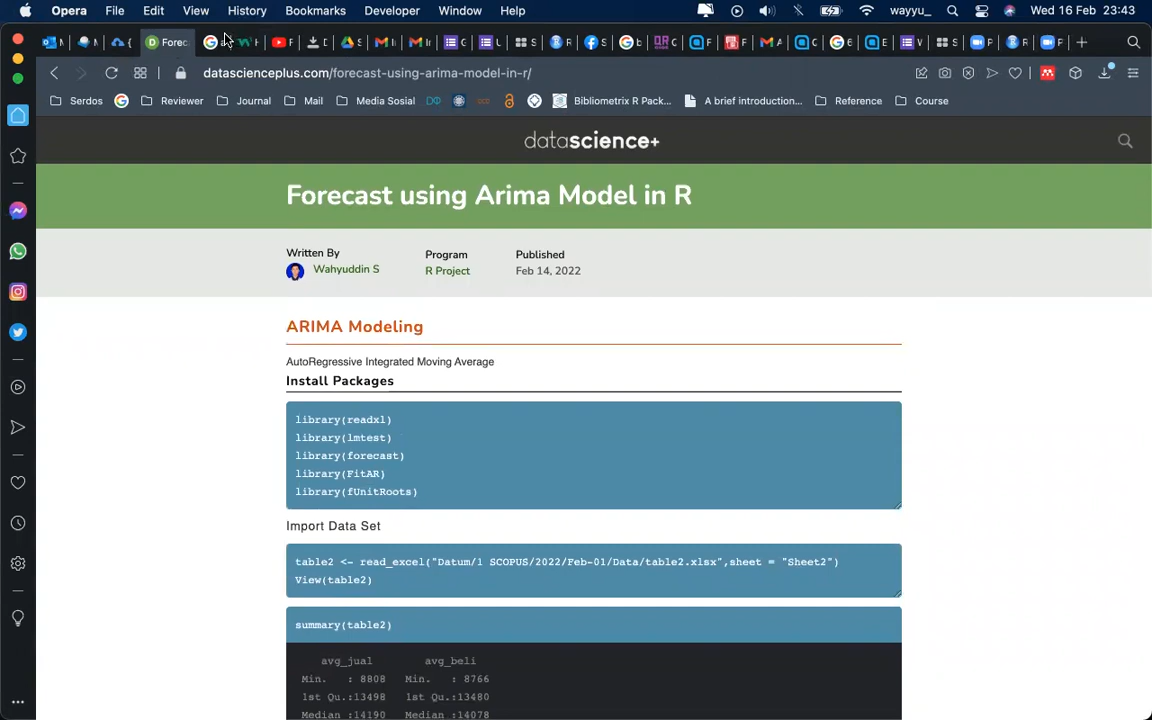 Opera File Edit View History Bookmarks Developer Window Help wayyu_ Wed 16 Feb 23:43
Forec
datascienceplus.com/forecast-using-arima-model-in-r/
Serdos Reviewer Journal Mail Media Sosial Bibliometrix R Pack... A brief introduction... Reference Course
datascience+
Forecast using Arima Model in R
Written By Program Published
Wahyuddin S R Project Feb 14, 2022
ARIMA Modeling
AutoRegressive Integrated Moving Average
Install Packages
library(readxl)
library(lmtest)
library(forecast)
library(FitAR)
library(fUnitRoots)
Import Data Set
table2 <- read_excel("Datum/1 SCOPUS/2022/Feb-01/Data/table2.xlsx",sheet = "Sheet2")
View(table2)
summary(table2)
avg_jual avg_beli
Min. : 8808 Min. : 8766
1st Qu.:13498 1st Qu.:13480
Median :14190 Median :14078